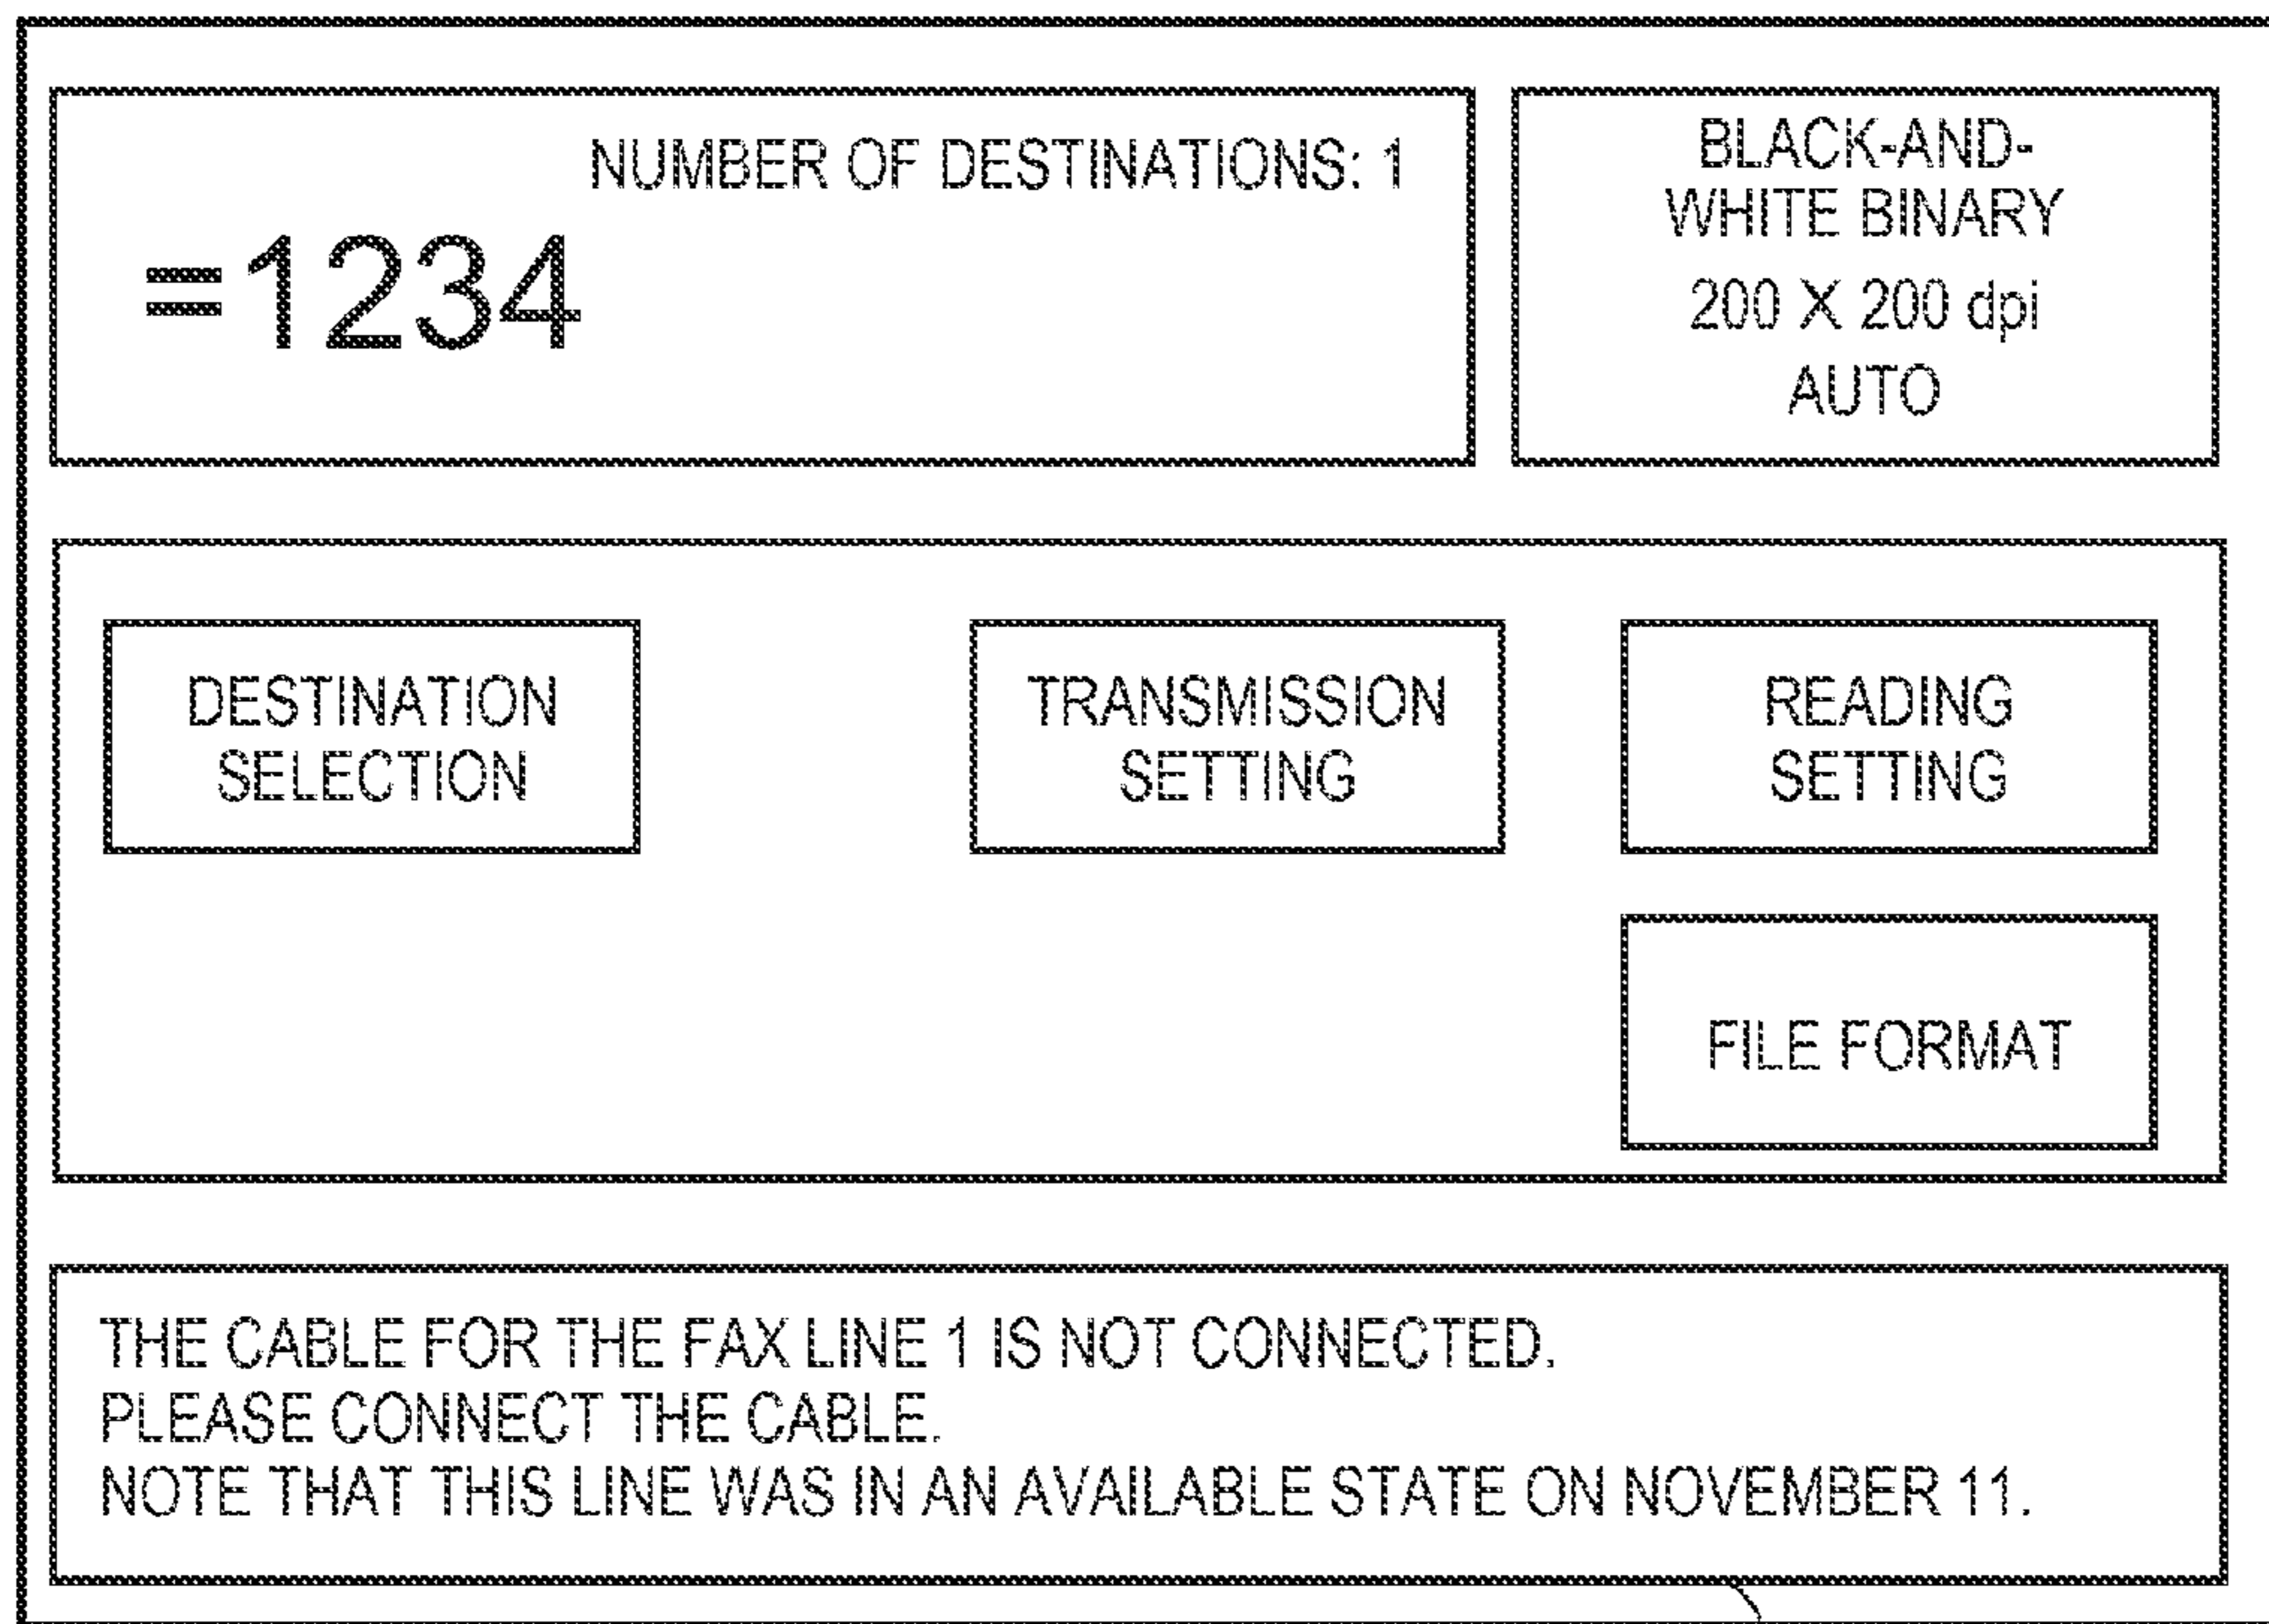 NUMBER OF DESTINATIONS: 1
=1234
BLACK-AND-
WHITE BINARY
200 X 200 dpi
AUTO
DESTINATION
SELECTION
TRANSMISSION
SETTING
READING
SETTING
FILE FORMAT
THE CABLE FOR THE FAX LINE 1 IS NOT CONNECTED.
PLEASE CONNECT THE CABLE.
NOTE THAT THIS LINE WAS IN AN AVAILABLE STATE ON NOVEMBER 11.